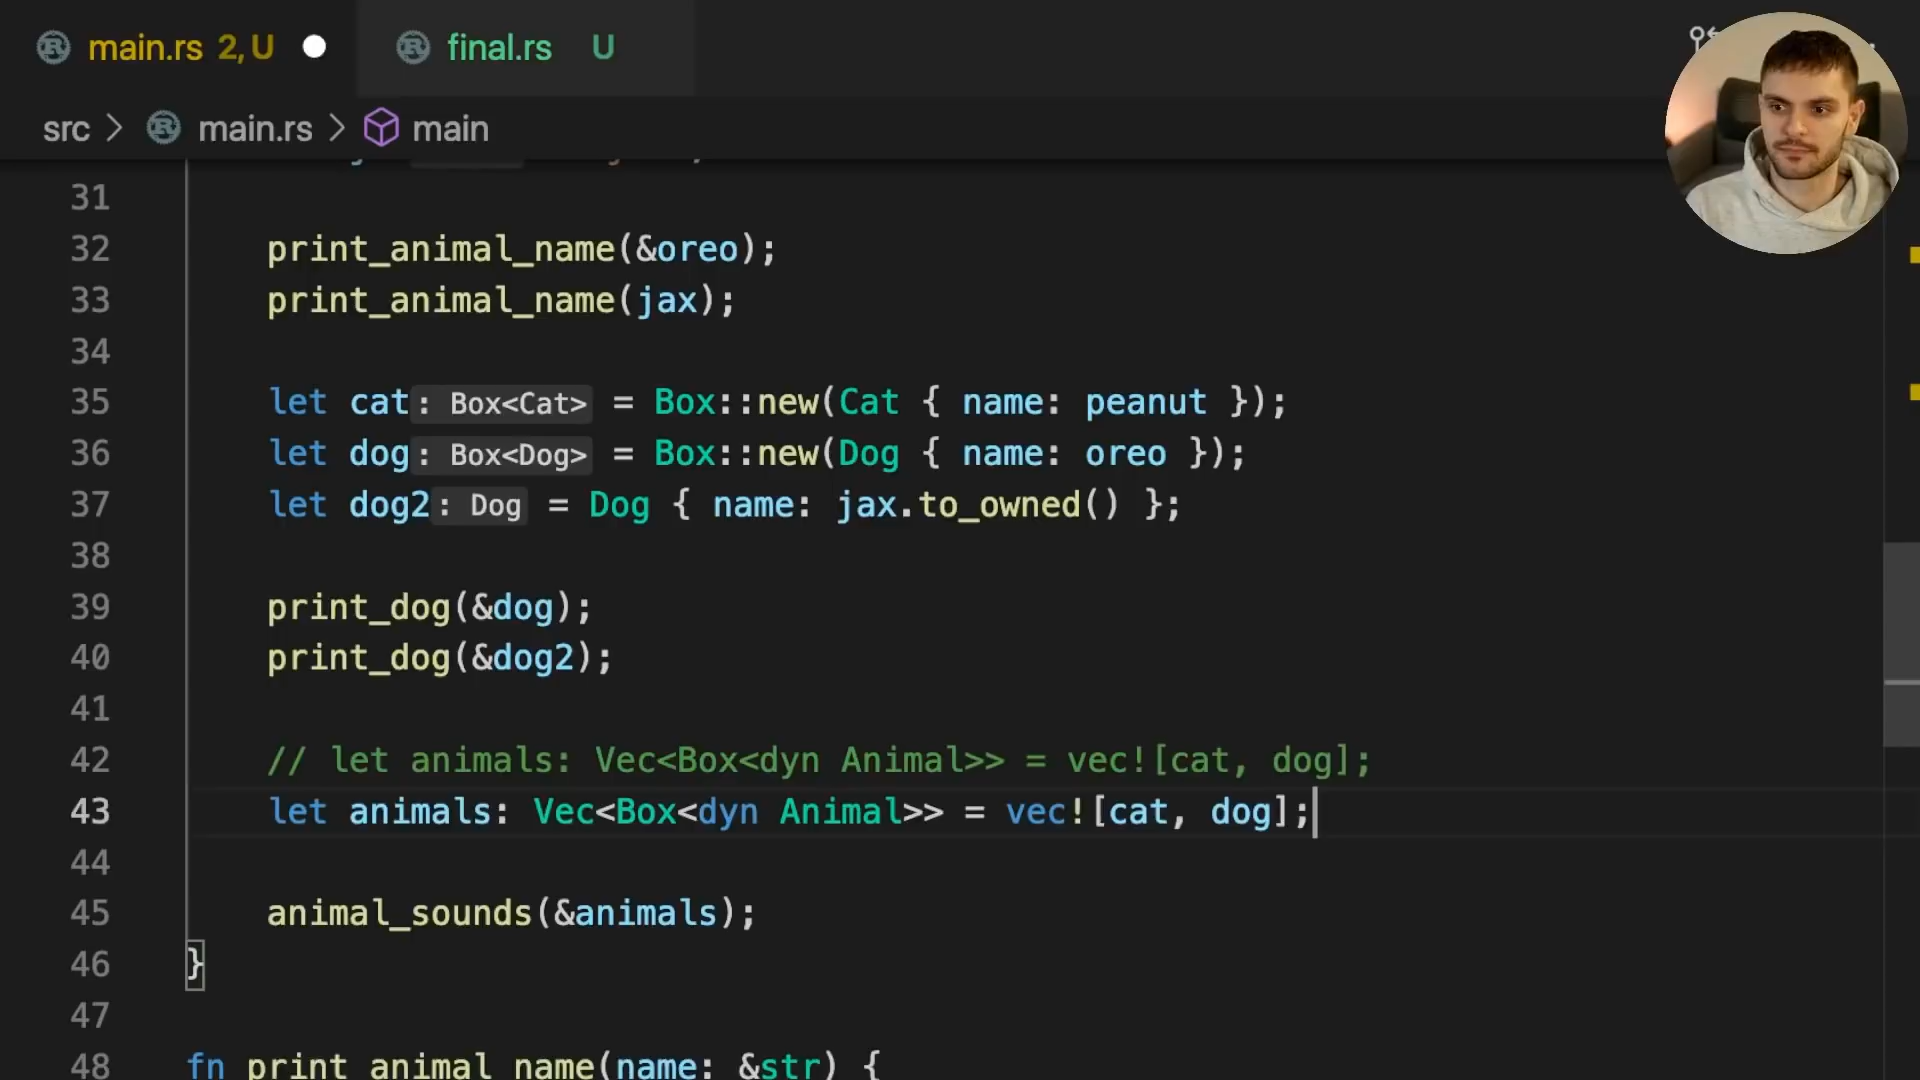 main.rs 2, U final.rs U
src > main.rs > main
31
32 print_animal_name(&oreo);
33 print_animal_name(jax);
34
35 let cat: Box<Cat> = Box::new(Cat { name: peanut });
36 let dog: Box<Dog> = Box::new(Dog { name: oreo });
37 let dog2: Dog = Dog { name: jax.to_owned() };
38
39 print_dog(&dog);
40 print_dog(&dog2);
41
42 // let animals: Vec<Box<dyn Animal>> = vec![cat, dog];
43 let animals: Vec<Box<dyn Animal>> = vec![cat, dog];
44
45 animal_sounds(&animals);
46 }
47
48 fn print_animal_name(name: &str) {